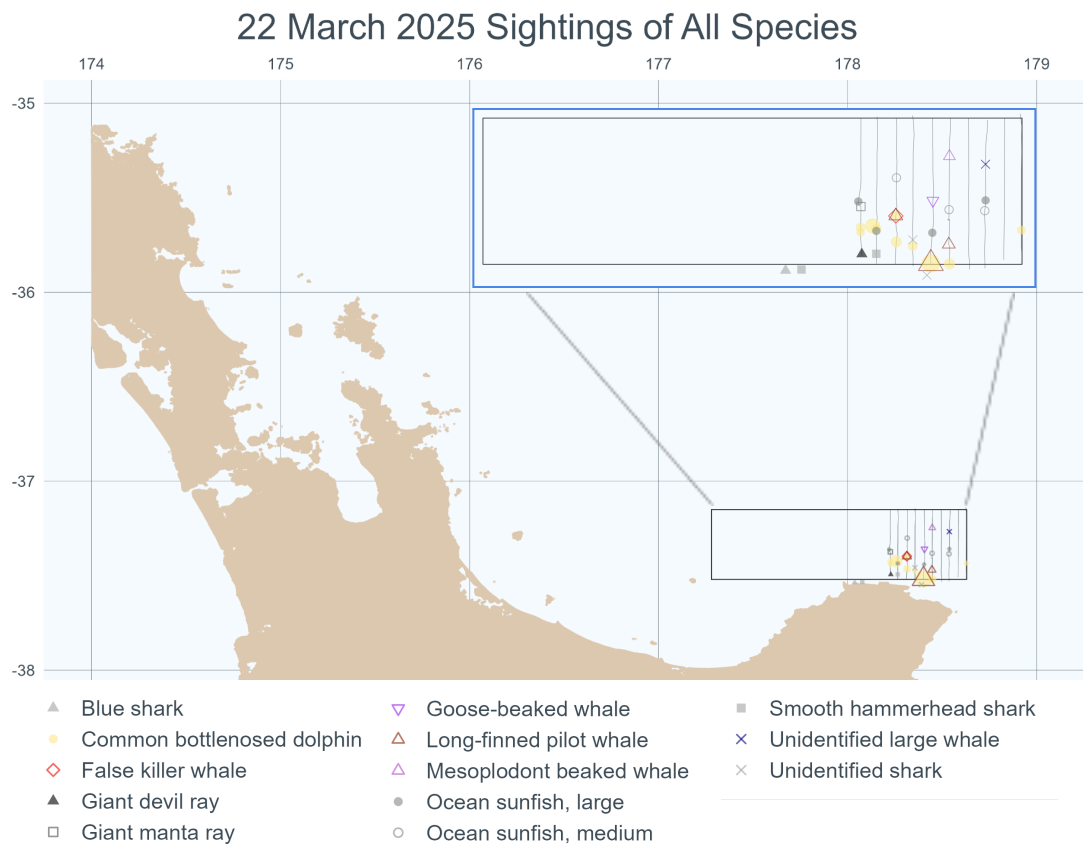 22 March 2025 Sightings of All Species
174 175 176 177 178 179
-35
-36
-37
-38
Blue shark
Common bottlenosed dolphin
False killer whale
Giant devil ray
Giant manta ray
Goose-beaked whale
Long-finned pilot whale
Mesoplodont beaked whale
Ocean sunfish, large
Ocean sunfish, medium
Smooth hammerhead shark
Unidentified large whale
Unidentified shark